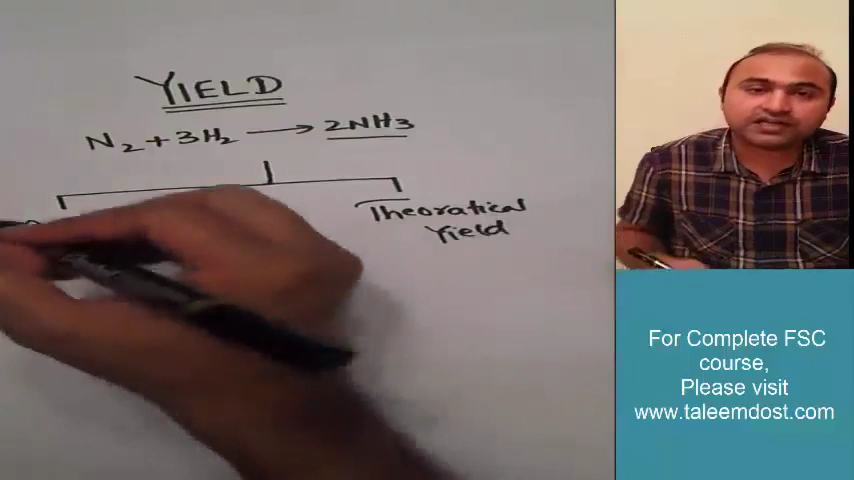 YIELD
N2 + 3H2 → 2NH3
Theoratical
Yield
For Complete FSC
course,
Please visit
www.taleemdost.com